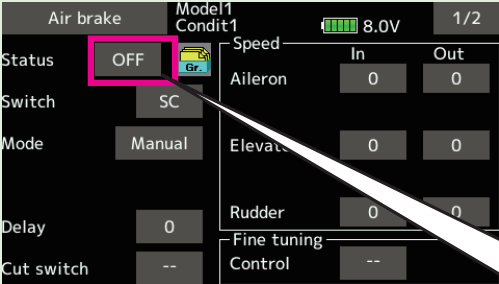 Air brake
Model1
Condit1
8.0V
1/2
Status OFF Gr.
Switch SC
Mode Manual
Delay 0
Cut switch --
Speed
In Out
Aileron 0 0
Elevat 0 0
Rudder 0 0
Fine tuning
Control --